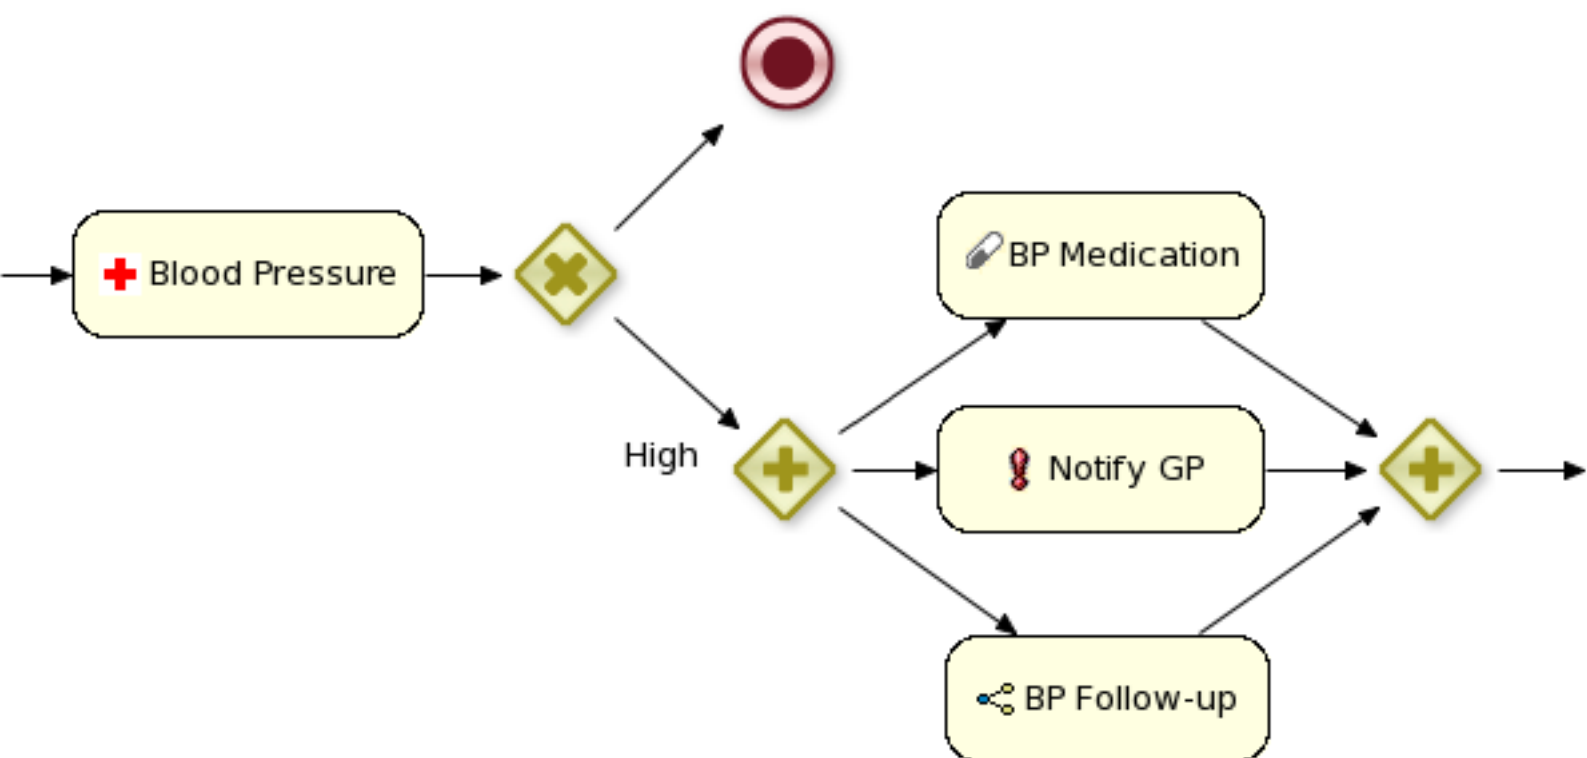 Blood Pressure
High
BP Medication
Notify GP
BP Follow-up